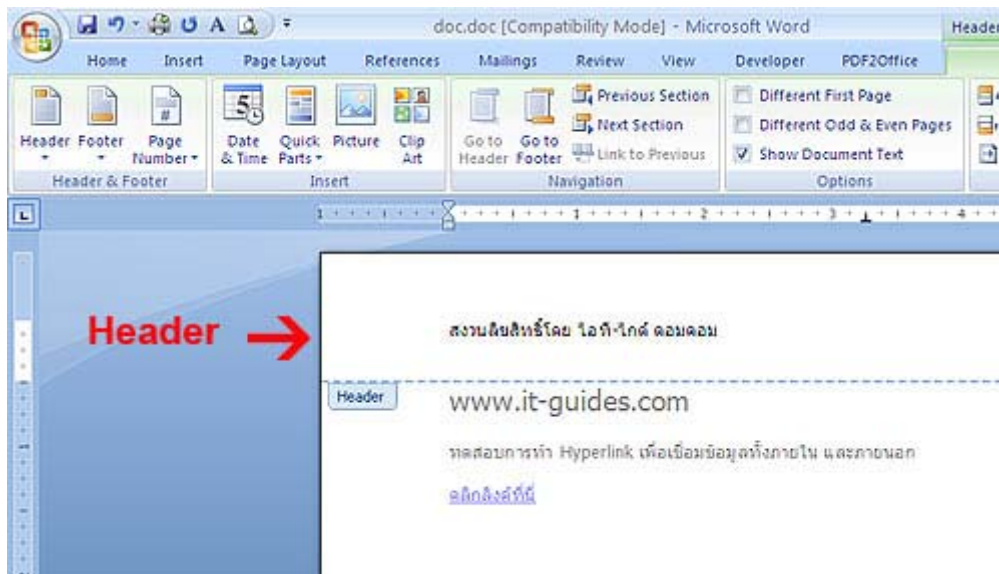 doc.doc [Compatibility Mode] - Microsoft Word
Header
Home Insert Page Layout References Mailings Review View Developer PDF2Office
Header Footer Page Number
Date & Time Quick Parts Picture Clip Art
Go to Header Go to Footer
Previous Section
Next Section
Link to Previous
Different First Page
Different Odd & Even Pages
Show Document Text
Header & Footer Insert Navigation Options
1 1 2 3 4
Header
สงวนลิขสิทธิ์โดย ไอที-ไกด์ ดอมดอม
Header
www.it-guides.com
ทดสอบการทำ Hyperlink เพื่อเชื่อมข้อมูลทั้งภายใน และภายนอก
คลิกลิงค์ที่นี่